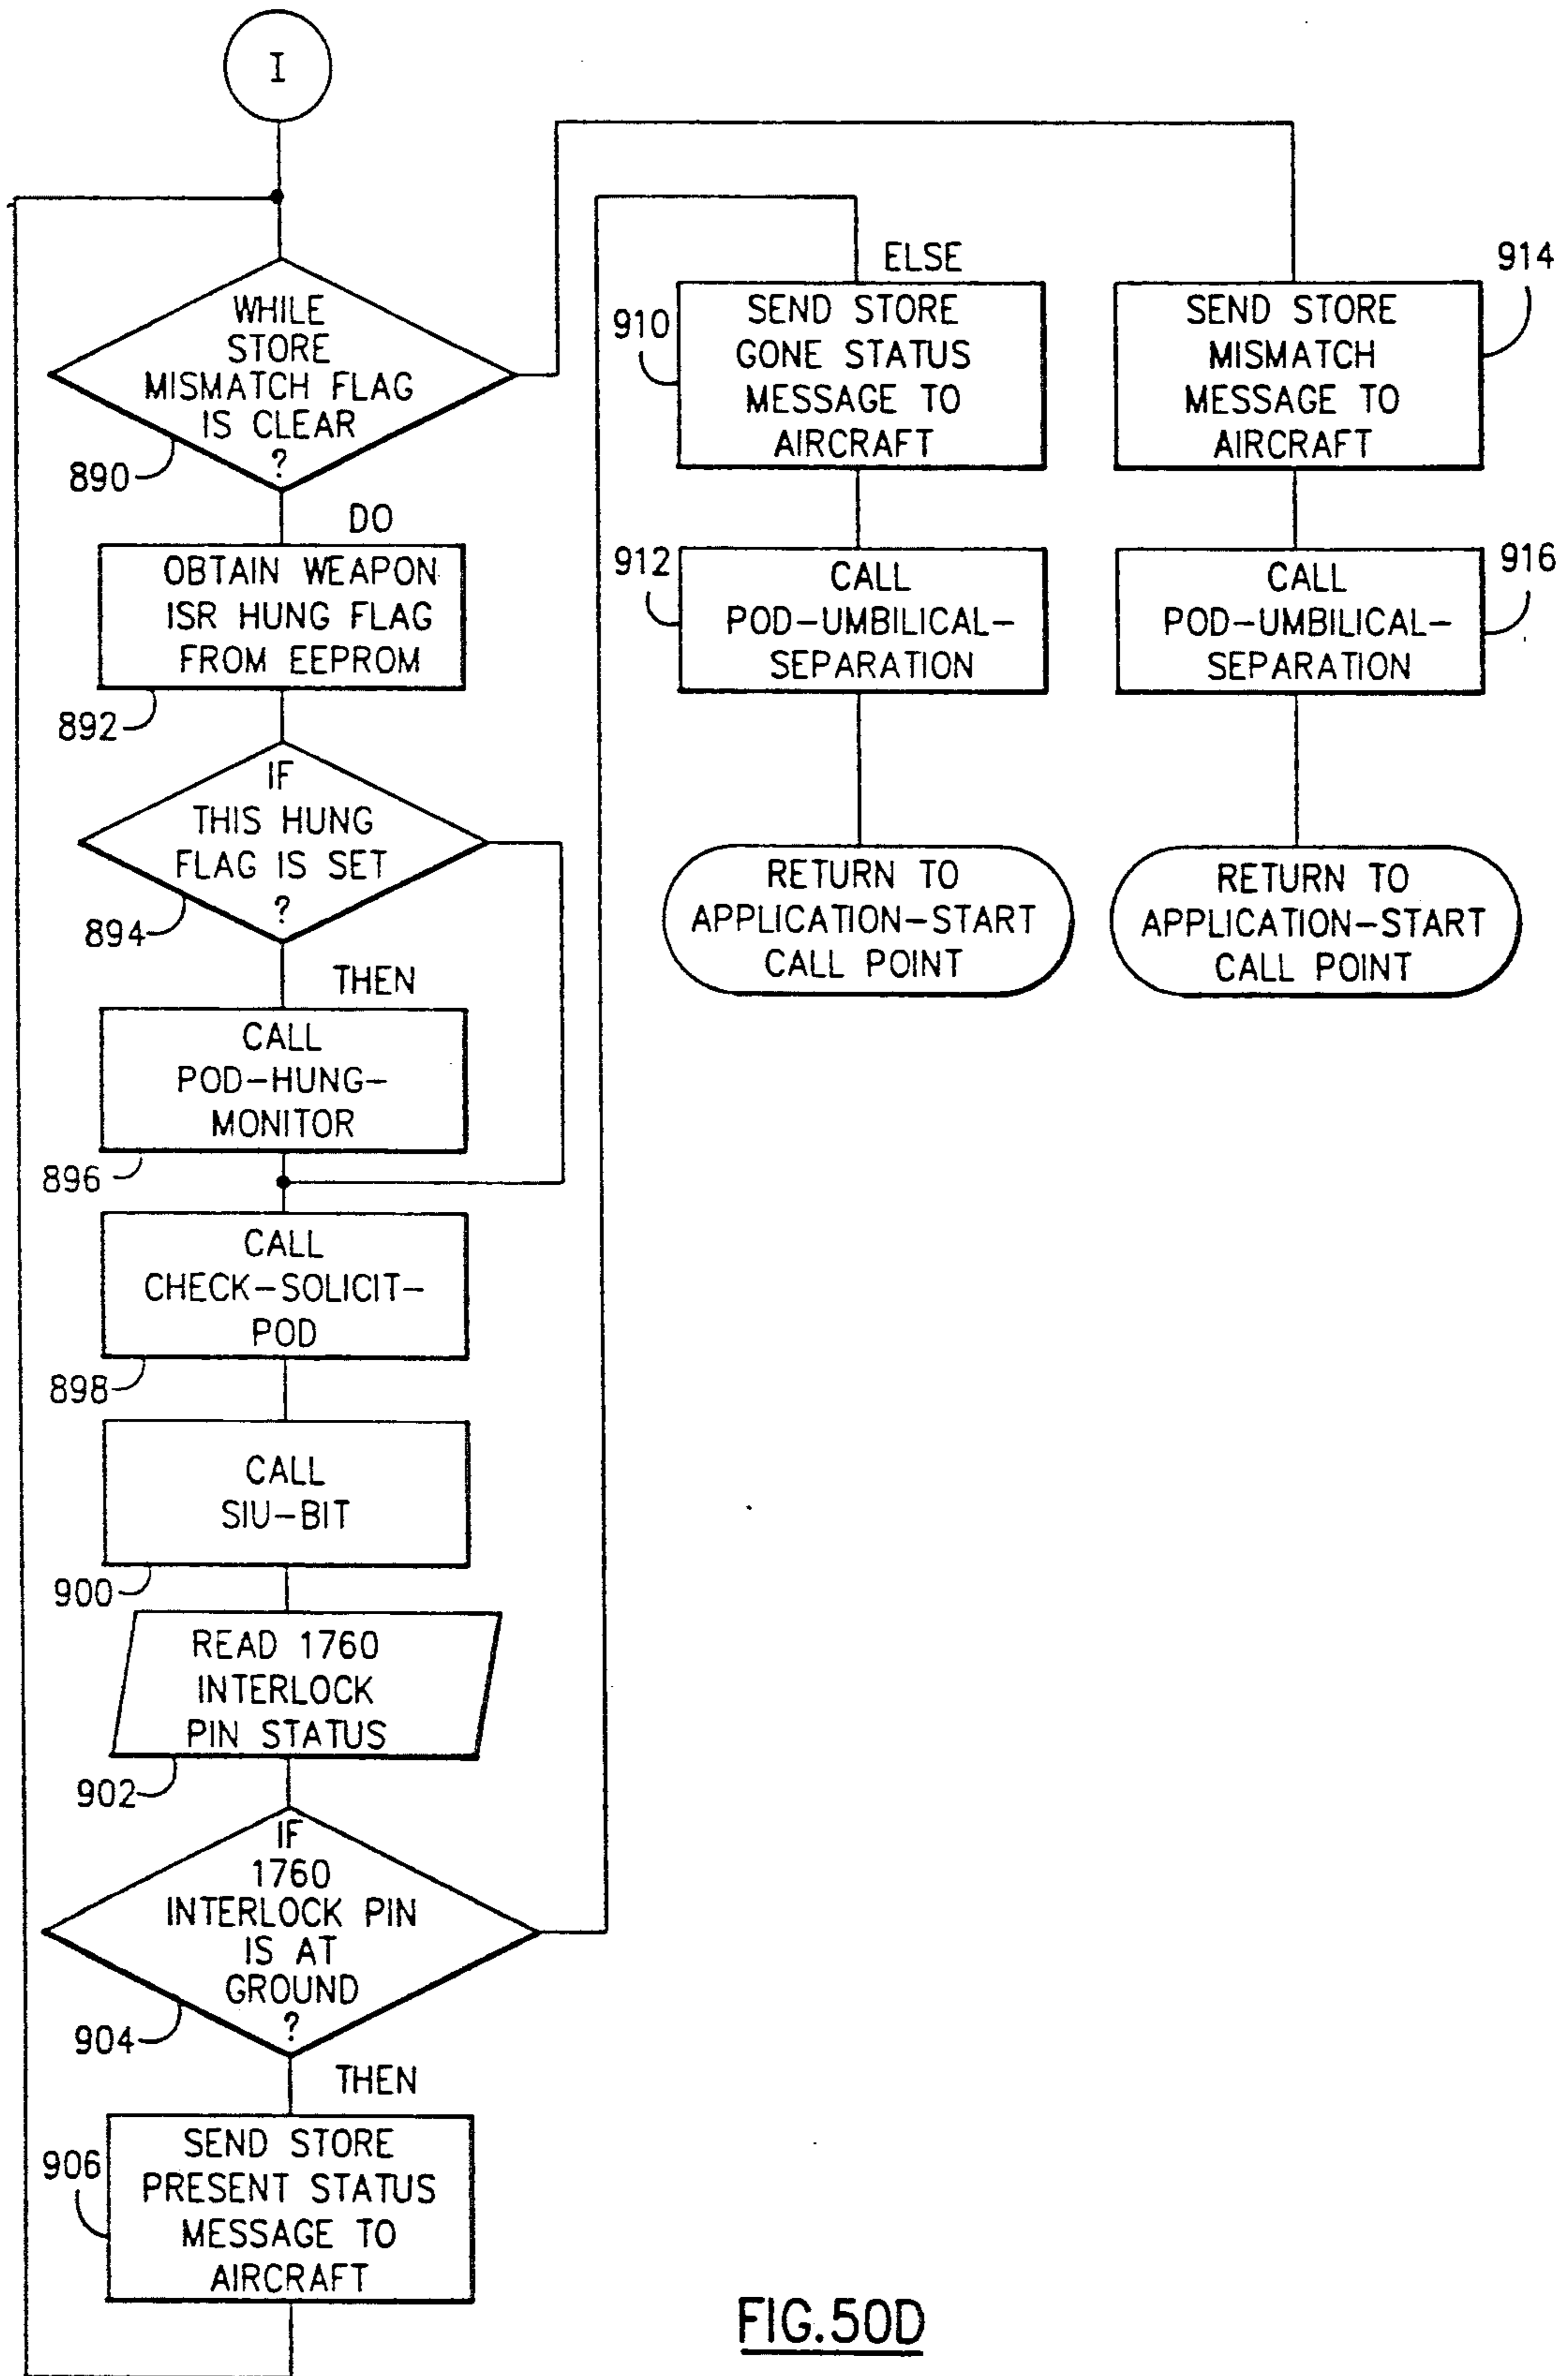 I
WHILE
STORE
MISMATCH FLAG
IS CLEAR
?
890
DO
OBTAIN WEAPON
ISR HUNG FLAG
FROM EEPROM
892
IF
THIS HUNG
FLAG IS SET
?
894
THEN
CALL
POD-HUNG-
MONITOR
896
CALL
CHECK-SOLICIT-
POD
898
CALL
SIU-BIT
900
READ 1760
INTERLOCK
PIN STATUS
902
IF
1760
INTERLOCK PIN
IS AT
GROUND
?
904
THEN
906
SEND STORE
PRESENT STATUS
MESSAGE TO
AIRCRAFT
ELSE
910
SEND STORE
GONE STATUS
MESSAGE TO
AIRCRAFT
912
CALL
POD-UMBILICAL-
SEPARATION
RETURN TO
APPLICATION-START
CALL POINT
914
SEND STORE
MISMATCH
MESSAGE TO
AIRCRAFT
916
CALL
POD-UMBILICAL-
SEPARATION
RETURN TO
APPLICATION-START
CALL POINT
FIG.50D